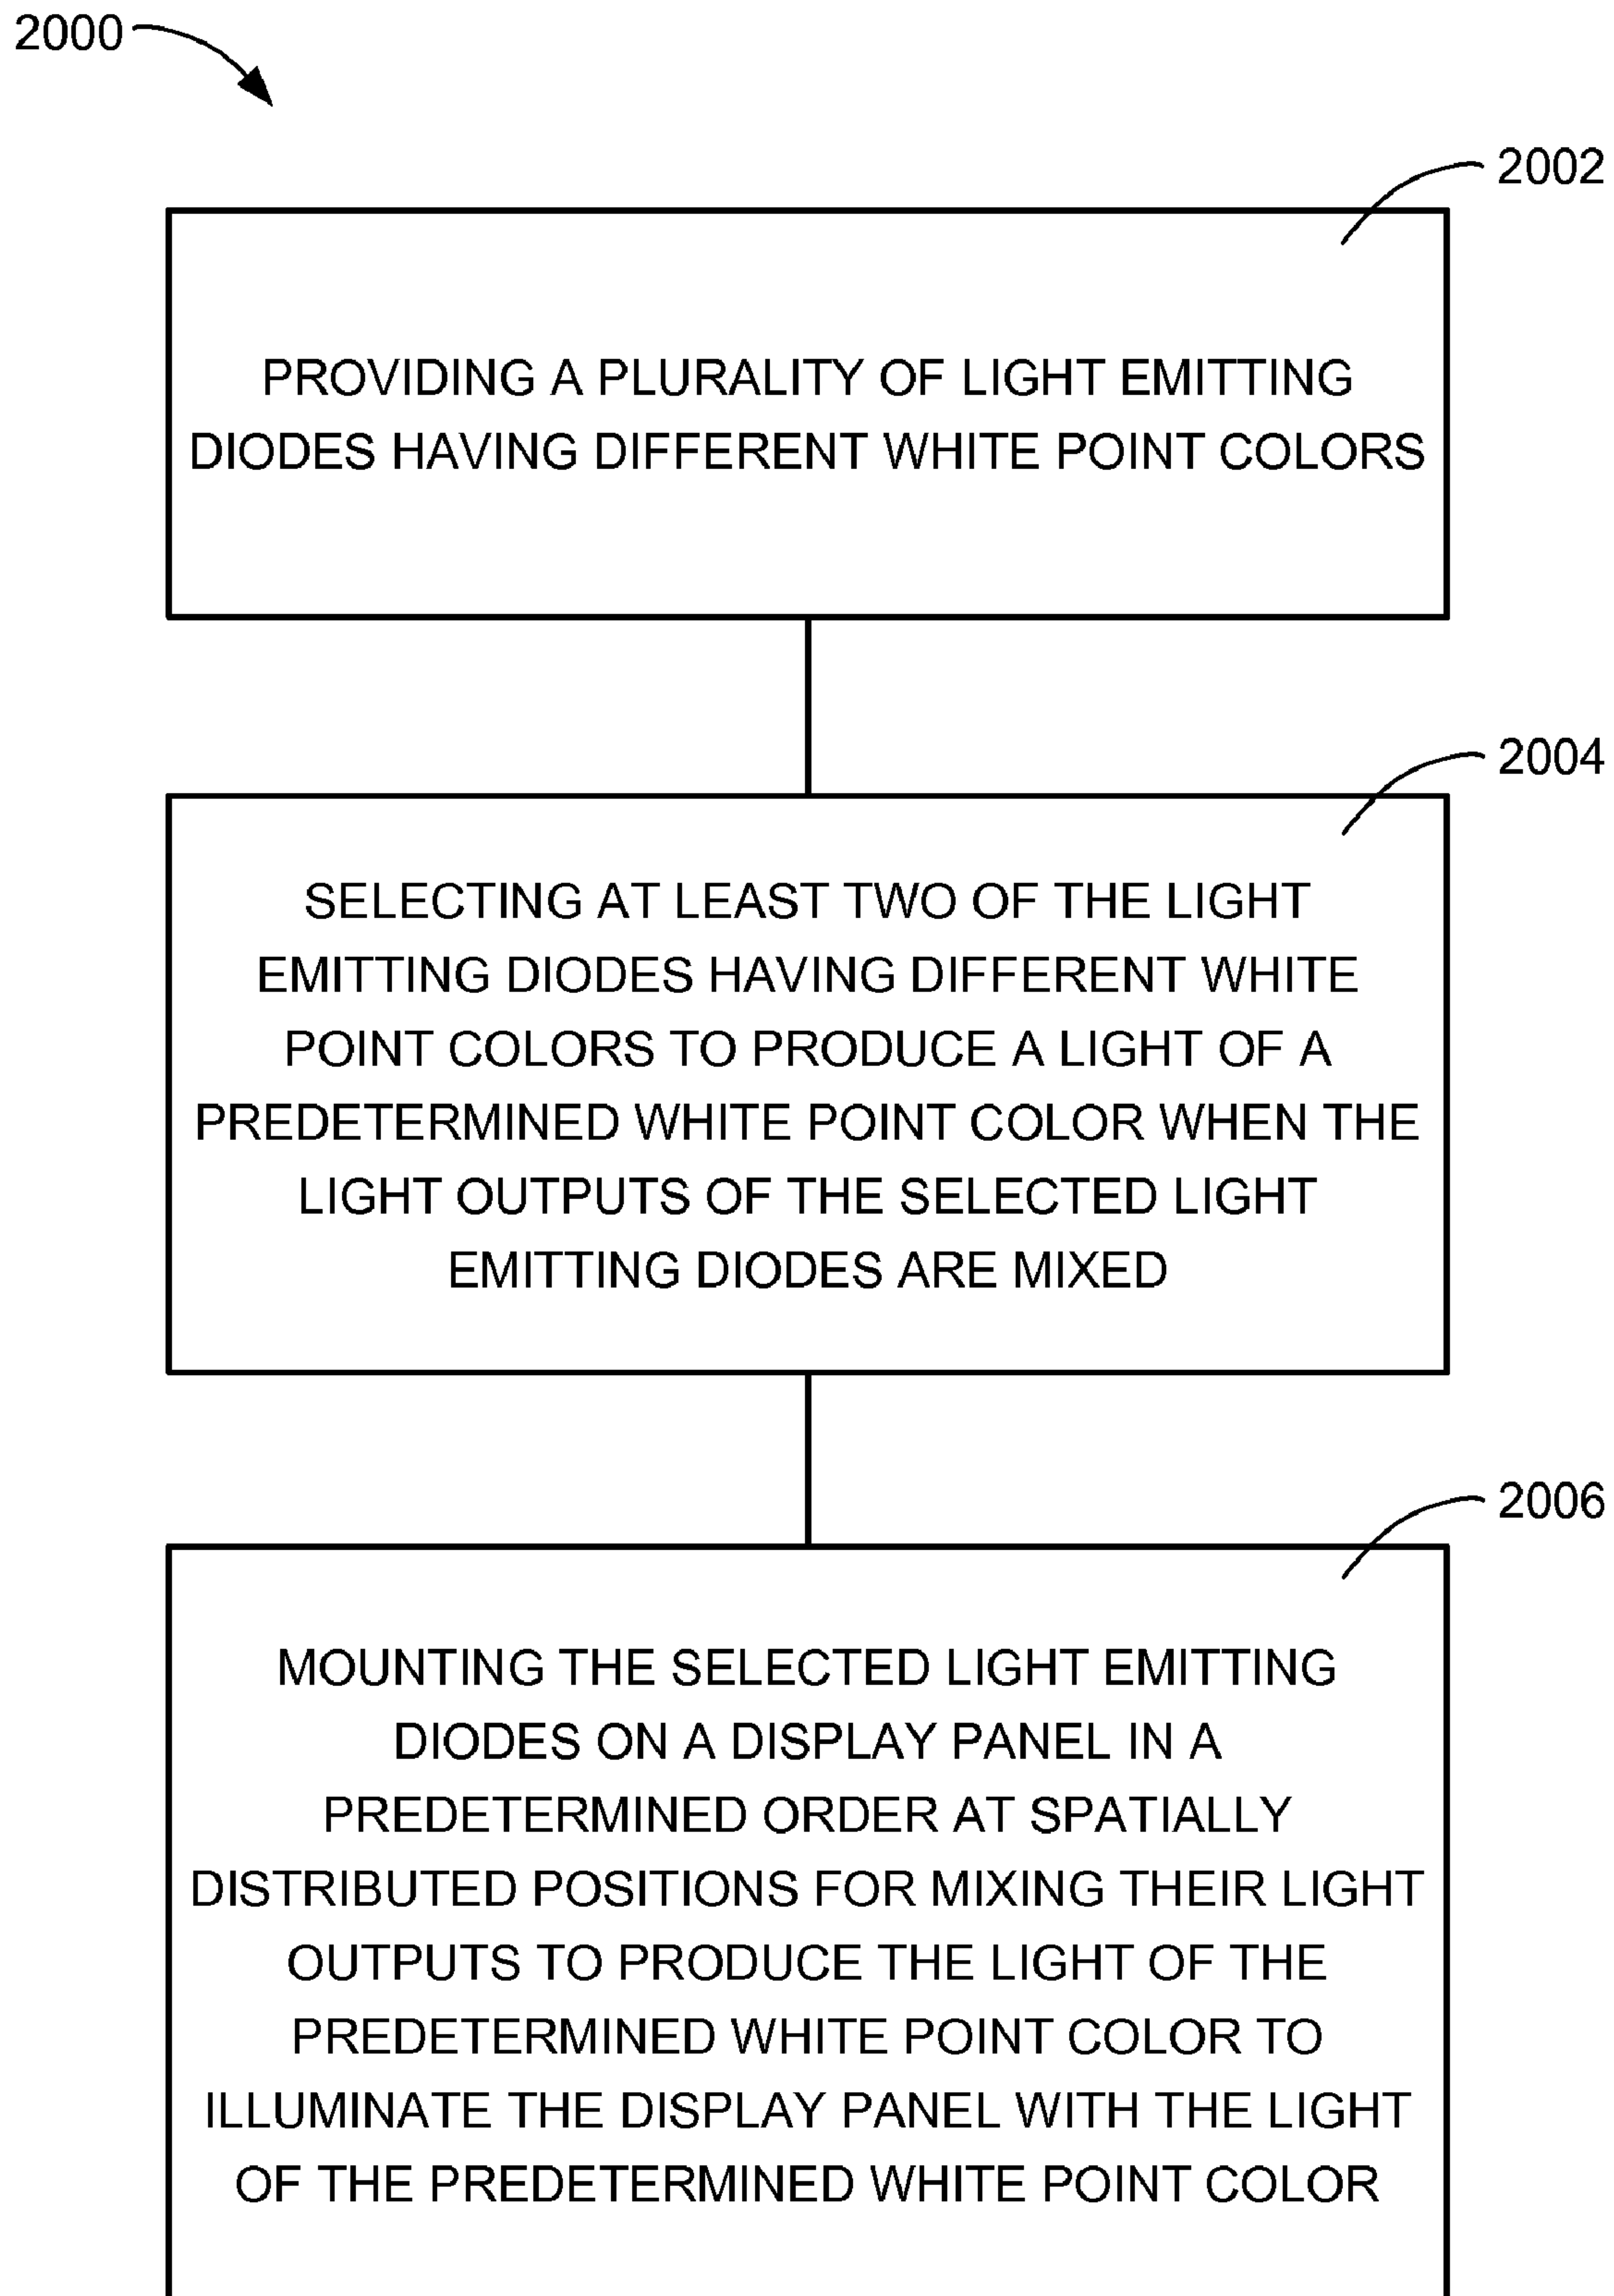 2000
2002
PROVIDING A PLURALITY OF LIGHT EMITTING
DIODES HAVING DIFFERENT WHITE POINT COLORS
2004
SELECTING AT LEAST TWO OF THE LIGHT
EMITTING DIODES HAVING DIFFERENT WHITE
POINT COLORS TO PRODUCE A LIGHT OF A
PREDETERMINED WHITE POINT COLOR WHEN THE
LIGHT OUTPUTS OF THE SELECTED LIGHT
EMITTING DIODES ARE MIXED
2006
MOUNTING THE SELECTED LIGHT EMITTING
DIODES ON A DISPLAY PANEL IN A
PREDETERMINED ORDER AT SPATIALLY
DISTRIBUTED POSITIONS FOR MIXING THEIR LIGHT
OUTPUTS TO PRODUCE THE LIGHT OF THE
PREDETERMINED WHITE POINT COLOR TO
ILLUMINATE THE DISPLAY PANEL WITH THE LIGHT
OF THE PREDETERMINED WHITE POINT COLOR